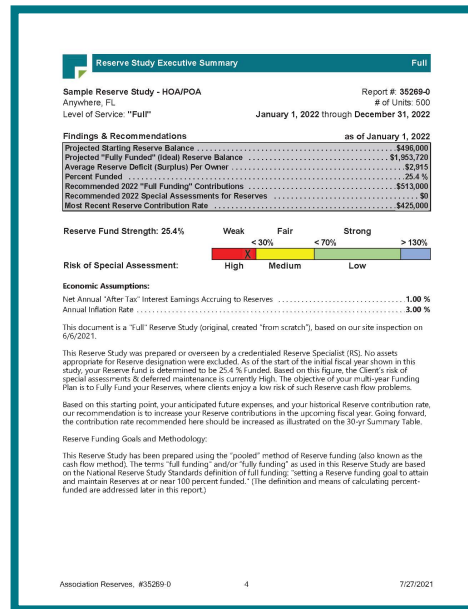 Reserve Study Executive Summary Full
Sample Reserve Study - HOA/POA Report #: 35269-0
Anywhere, FL # of Units: 500
Level of Service: "Full" January 1, 2022 through December 31, 2022
Findings & Recommendations as of January 1, 2022
Projected Starting Reserve Balance . . . . . . . . . . . . . . . . . . . . $496,000
Projected "Fully Funded" (Ideal) Reserve Balance . . . . . . . . . . . . . . . . . . . . $1,953,720
Average Reserve Deficit (Surplus) Per Owner . . . . . . . . . . . . . . . . . . . . $2,915
Percent Funded . . . . . . . . . . . . . . . . . . . . 25.4 %
Recommended 2022 "Full Funding" Contributions . . . . . . . . . . . . . . . . . . . . $513,000
Recommended 2022 Special Assessments for Reserves . . . . . . . . . . . . . . . . . . . . $0
Most Recent Reserve Contribution Rate . . . . . . . . . . . . . . . . . . . . $425,000
Reserve Fund Strength: 25.4% Weak Fair Strong
< 30% < 70% > 130%
X
Risk of Special Assessment: High Medium Low
Economic Assumptions:
Net Annual "After Tax" Interest Earnings Accruing to Reserves . . . . . . . . . . . . . . . . . . . . 1.00 %
Annual Inflation Rate . . . . . . . . . . . . . . . . . . . . 3.00 %
This document is a "Full" Reserve Study (original, created "from scratch"), based on our site inspection on
6/6/2021.
This Reserve Study was prepared or overseen by a credentialed Reserve Specialist (RS). No assets
appropriate for Reserve designation were excluded. As of the start of the initial fiscal year shown in this
study, your Reserve fund is determined to be 25.4 % Funded. Based on this figure, the Client's risk of
special assessments & deferred maintenance is currently High. The objective of your multi-year Funding
Plan is to Fully Fund your Reserves, where clients enjoy a low risk of such Reserve cash flow problems.
Based on this starting point, your anticipated future expenses, and your historical Reserve contribution rate,
our recommendation is to increase your Reserve contributions in the upcoming fiscal year. Going forward,
the contribution rate recommended here should be increased as illustrated on the 30-yr Summary Table.
Reserve Funding Goals and Methodology:
This Reserve Study has been prepared using the "pooled" method of Reserve funding (also known as the
cash flow method). The terms "full funding" and/or "fully funding" as used in this Reserve Study are based
on the National Reserve Study Standards definition of full funding: "setting a Reserve funding goal to attain
and maintain Reserves at or near 100 percent funded." (The definition and means of calculating percent-
funded are addressed later in this report.)
Association Reserves, #35269-0 4 7/27/2021